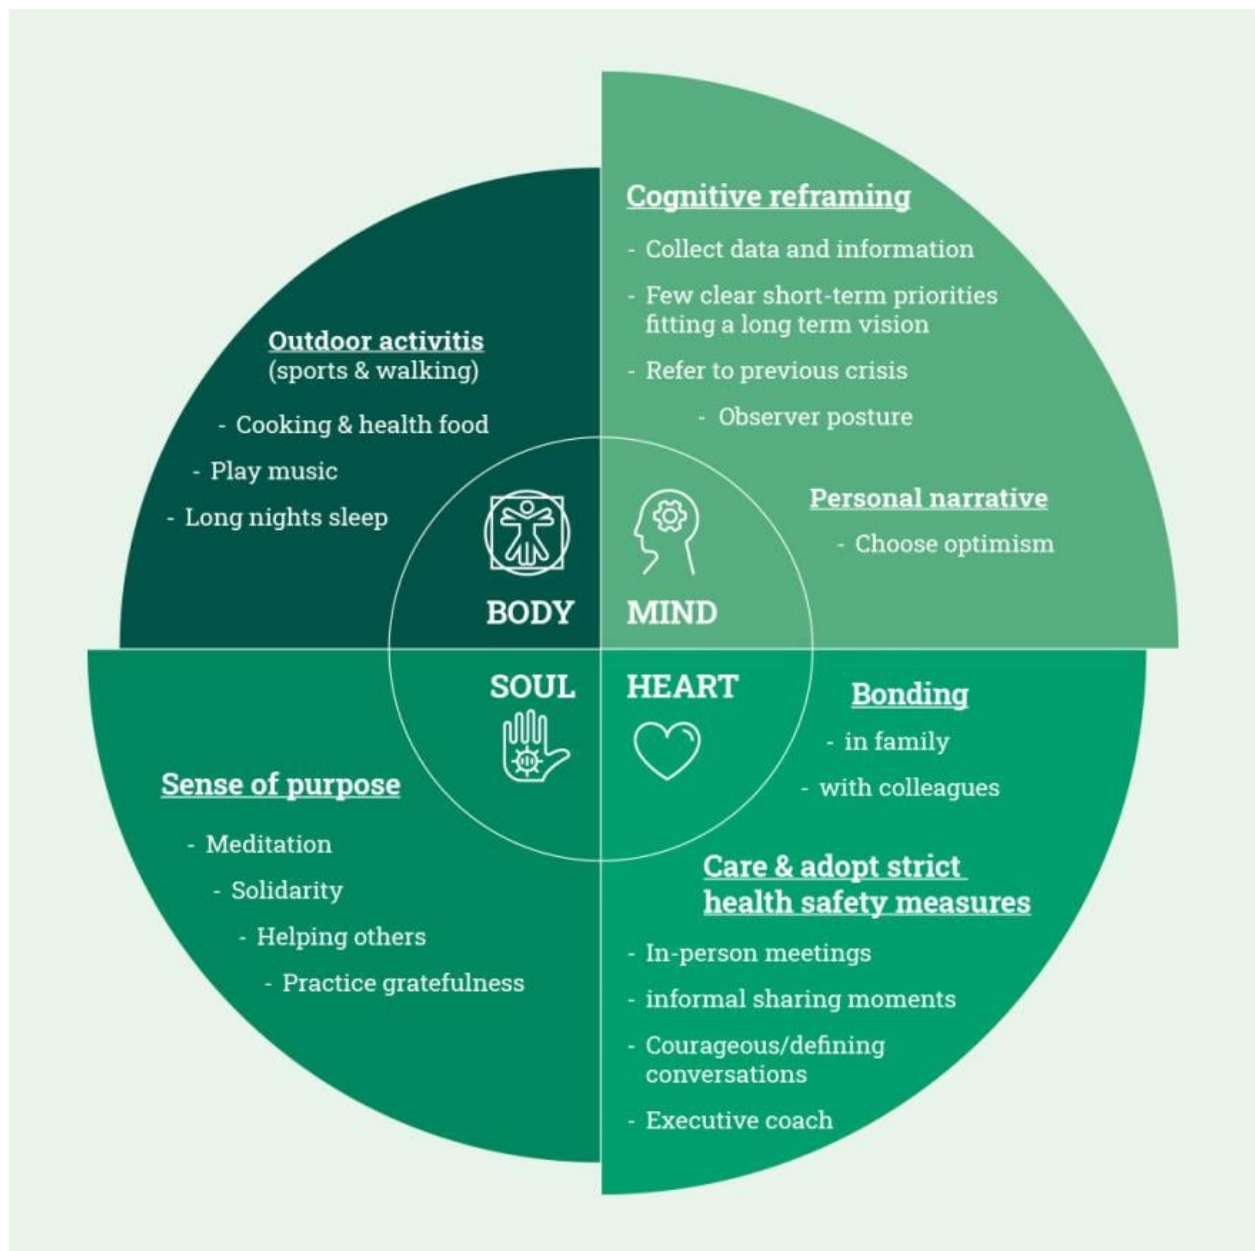 Outdoor activitis
(sports & walking)
- Cooking & health food
- Play music
- Long nights sleep
BODY
Cognitive reframing
- Collect data and information
- Few clear short-term priorities
fitting a long term vision
- Refer to previous crisis
- Observer posture
Personal narrative
- Choose optimism
MIND
SOUL
Sense of purpose
- Meditation
- Solidarity
- Helping others
- Practice gratefulness
HEART
Bonding
- in family
- with colleagues
Care & adopt strict
health safety measures
- In-person meetings
- informal sharing moments
- Courageous/defining
conversations
- Executive coach